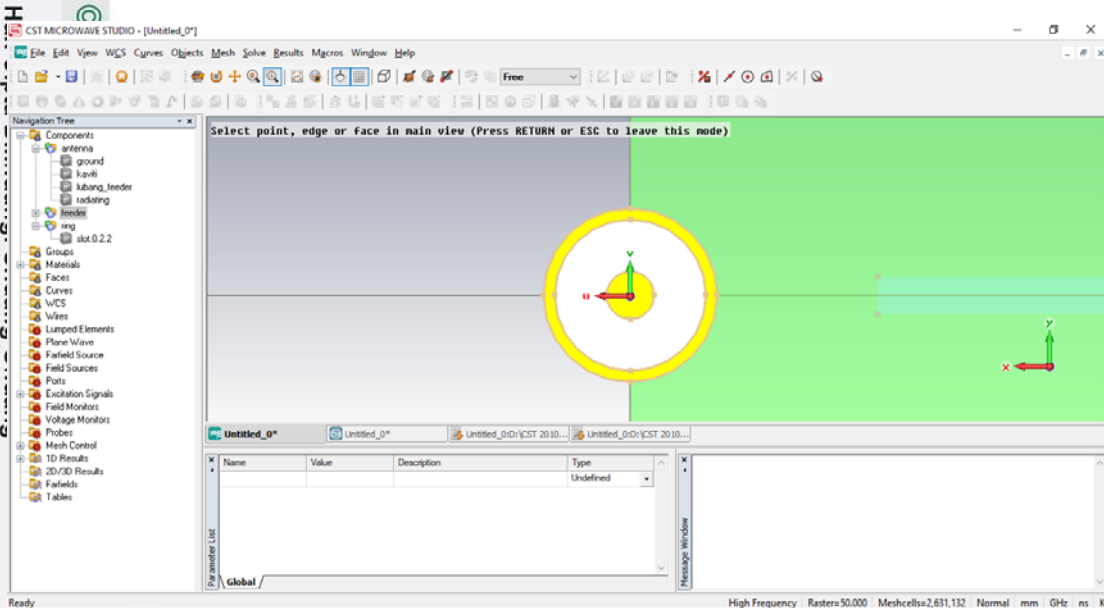 CST MICROWAVE STUDIO - [Untitled_0*]
File Edit View WCS Curves Objects Mesh Solve Results Macros Window Help
Free
Navigation Tree
Components
antenna
ground
kaviti
lubang_feeder
radiating
feeder
ring
slot.0.2.2
Groups
Materials
Faces
Curves
WCS
Wires
Lumped Elements
Plane Wave
Farfield Source
Field Sources
Ports
Excitation Signals
Field Monitors
Voltage Monitors
Probes
Mesh Control
1D Results
2D/3D Results
Farfields
Tables
Select point, edge or face in main view (Press RETURN or ESC to leave this mode)
v
u
y
x
Untitled_0* Untitled_0* Untitled_0:D:\CST 2010... Untitled_0:D:\CST 2010...
Name Value Description Type
Undefined
Parameter List
Global
Message Window
Ready
High Frequency Raster=50.000 Meshcells=2,631,132 Normal mm GHz ns K